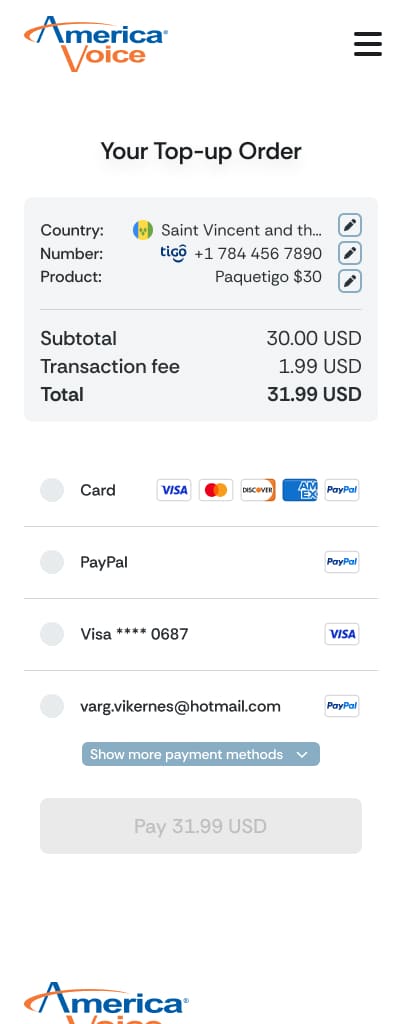 America®
Voice
Your Top-up Order
Country: Saint Vincent and th...
Number: tigo +1 784 456 7890
Product: Paquetigo $30
Subtotal 30.00 USD
Transaction fee 1.99 USD
Total 31.99 USD
Card VISA DISCOVER AMEX PayPal
PayPal PayPal
Visa **** 0687 VISA
varg.vikernes@hotmail.com PayPal
Show more payment methods
Pay 31.99 USD
America®
Voice